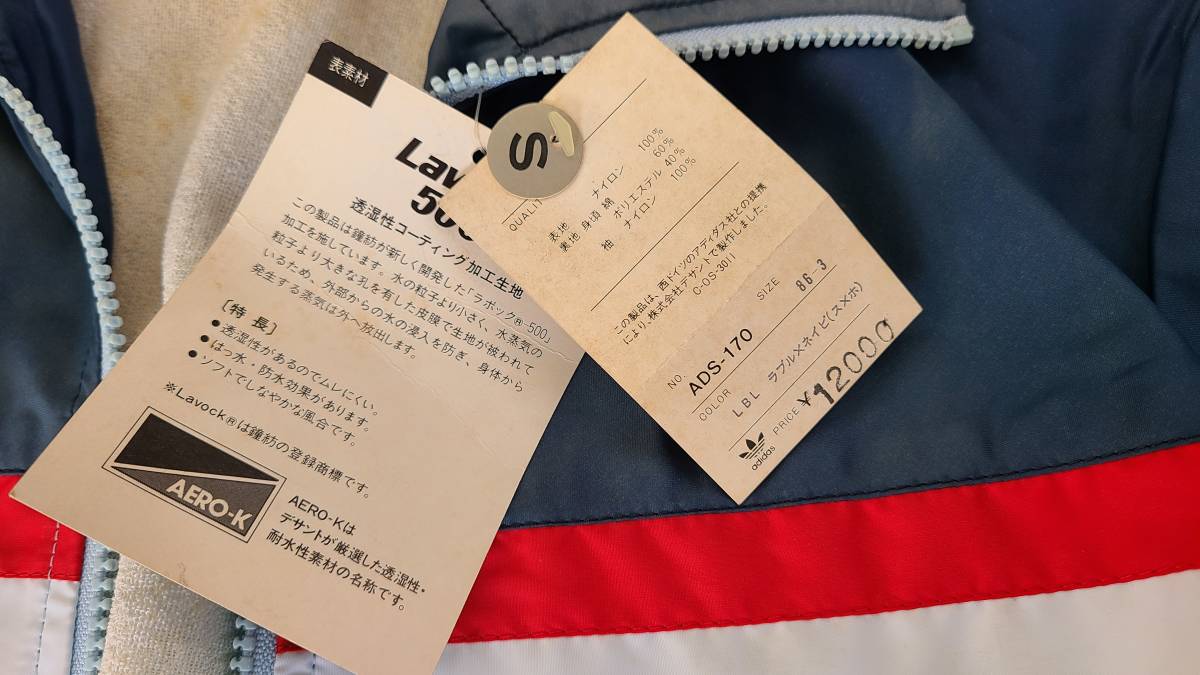 表素材
Lav
50
透湿性コーティング加工生地
この製品は鐘紡が新しく開発した「ラボック®-500」
加工を施しています。水の粒子より小さく、水蒸気の
粒子より大きな孔を有した皮膜で生地が被われて
いるため、外部からの水の浸入を防ぎ、身体から
発生する蒸気は外へ放出します。
[特長]
●透湿性があるのでムレにくい。
●はっ水・防水効果があります。
●ソフトでしなやかな風合です。
※Lavock®は鐘紡の登録商標です。
AERO-K
AERO-Kは
デサントが厳選した透湿性・
耐水性素材の名称です。
S
QUALIT
表地 ナイロン 100%
裏地 身頃 綿 60%
ポリエステル 40%
袖 ナイロン 100%
この製品は、西ドイツのアディダス社との提携
により、株式会社デサントで製作しました。
C-OS-3011
NO. ADS-170
SIZE 86-3
COLOR LBL ラブル×ネイビ(ス×ホ)
PRICE ¥12000
adidas